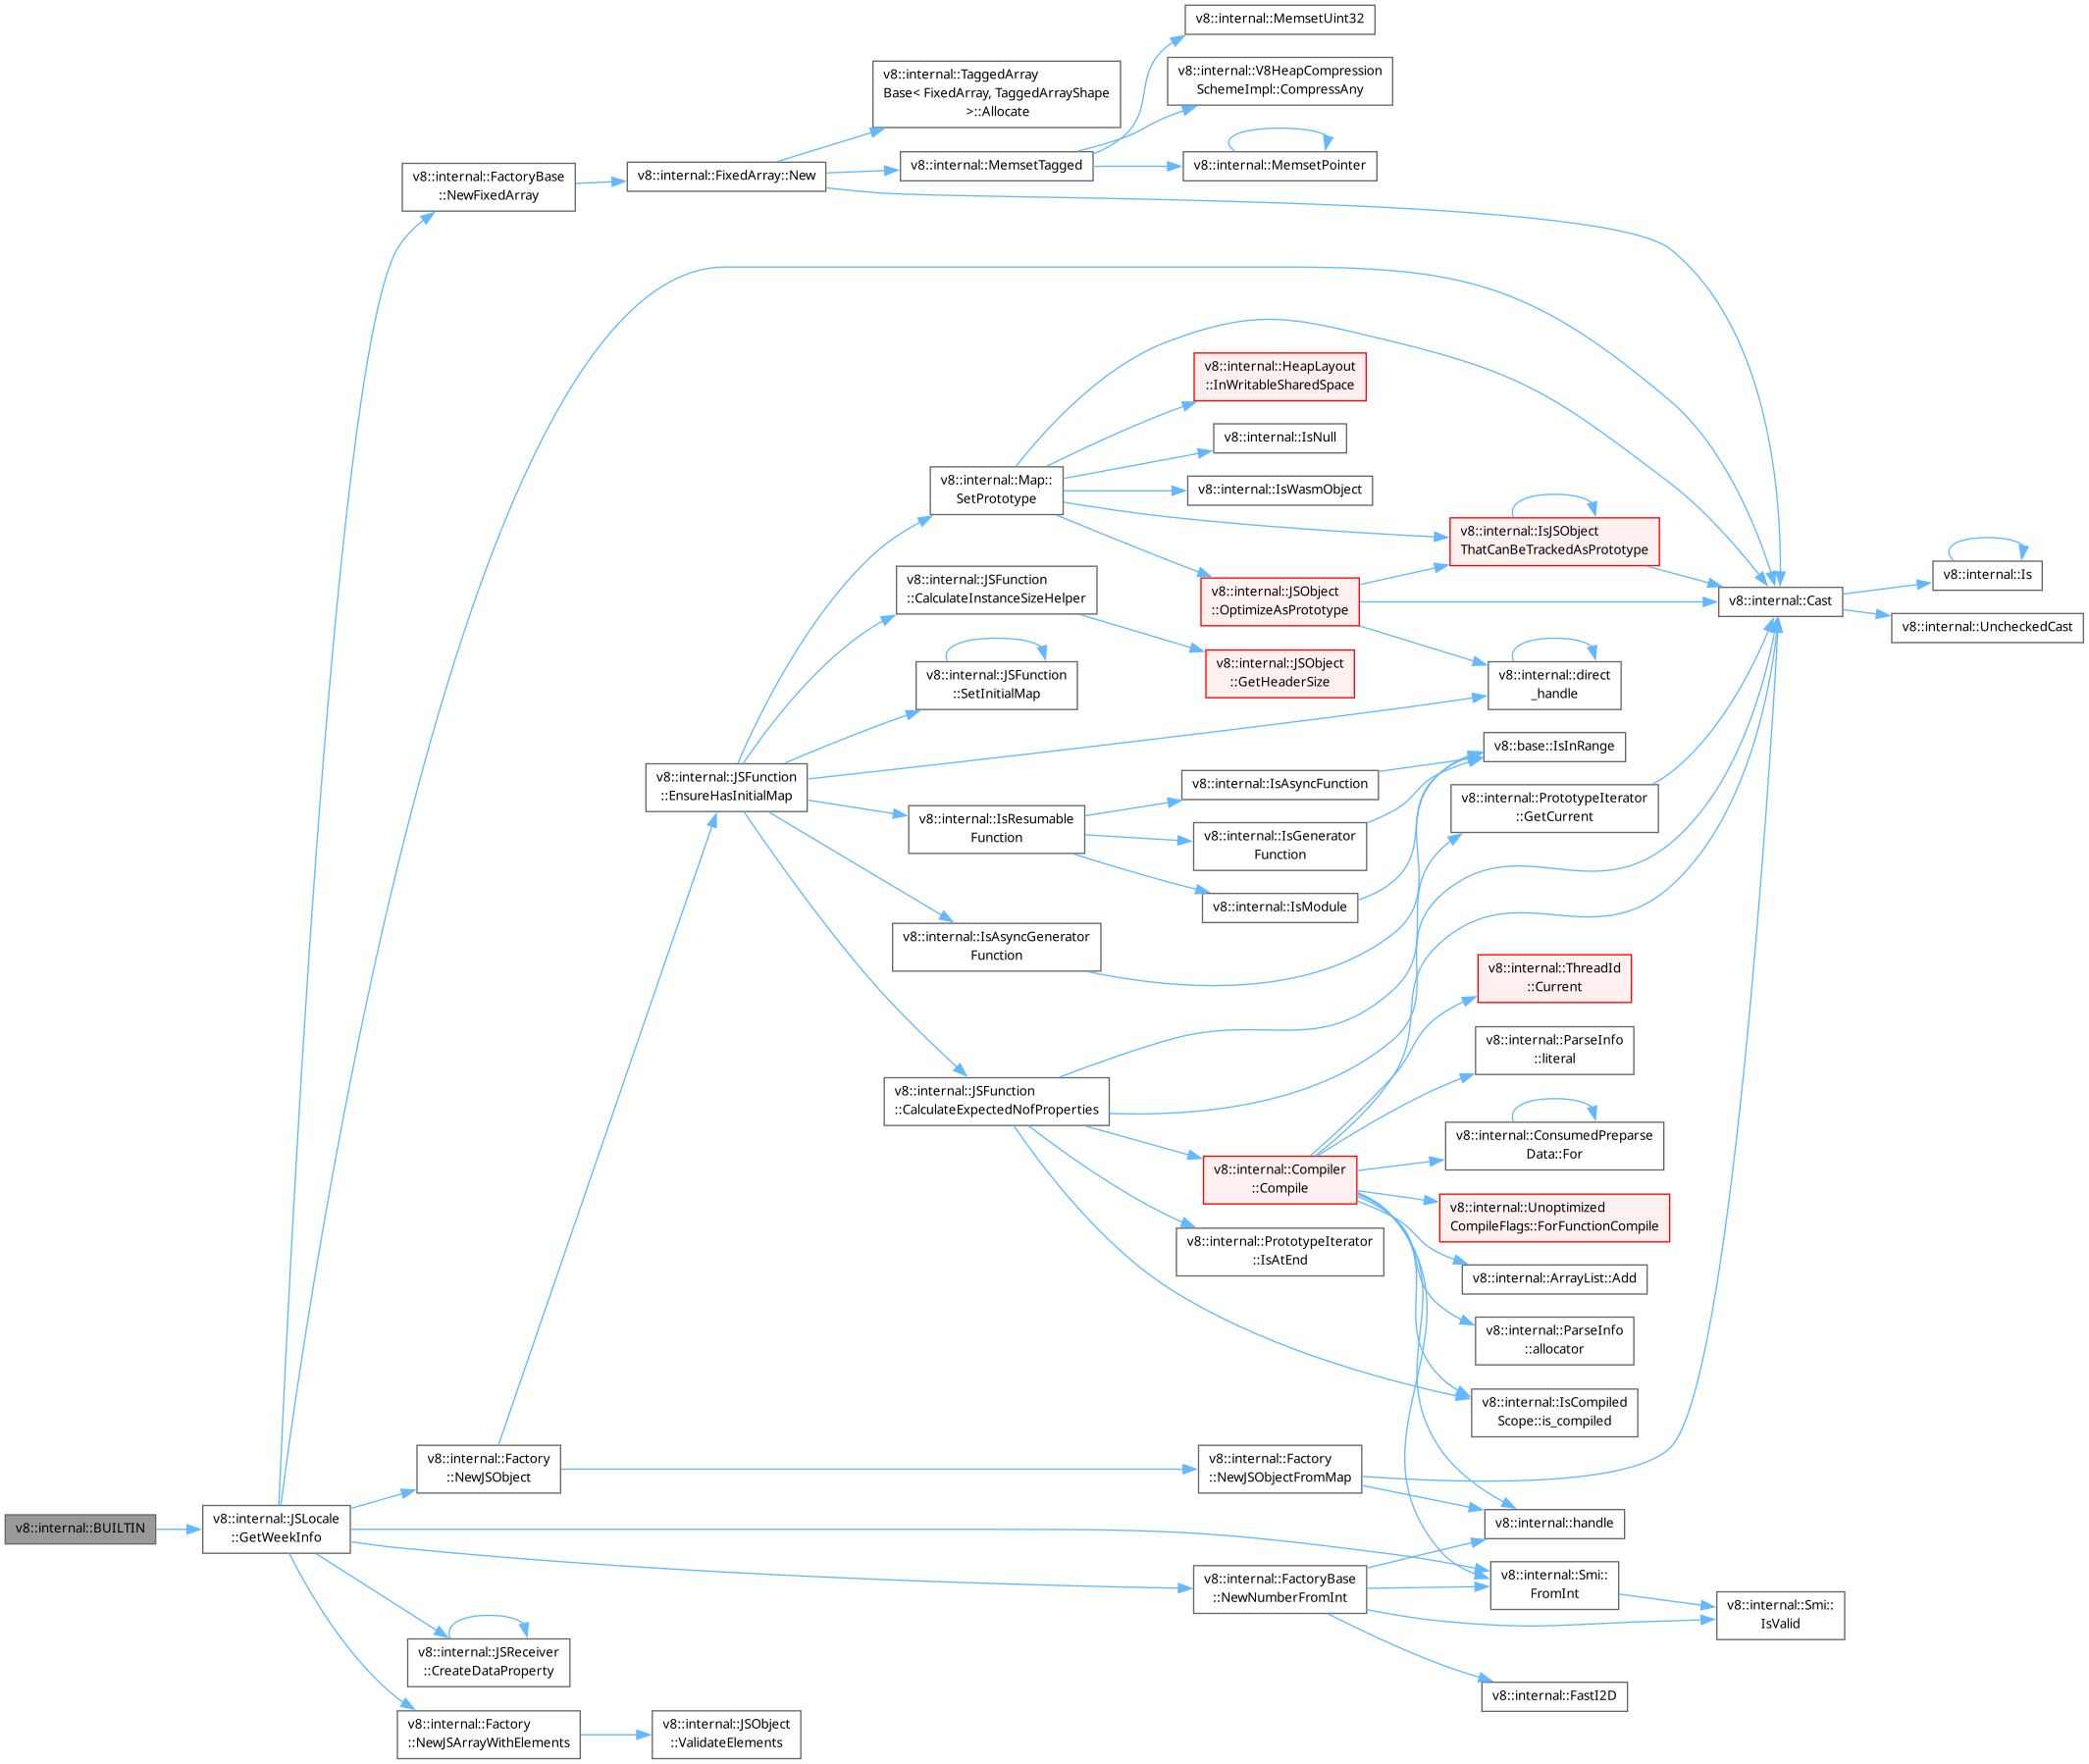 v8::internal::MemsetUint32
v8::internal::V8HeapCompression
SchemeImpl::CompressAny
v8::internal::TaggedArray
Base< FixedArray, TaggedArrayShape
>::Allocate
v8::internal::MemsetTagged
v8::internal::MemsetPointer
v8::internal::FactoryBase
::NewFixedArray
v8::internal::FixedArray::New
v8::internal::HeapLayout
::InWritableSharedSpace
v8::internal::IsNull
v8::internal::Map::
SetPrototype
v8::internal::IsWasmObject
v8::internal::IsJSObject
ThatCanBeTrackedAsPrototype
v8::internal::Is
v8::internal::JSFunction
::CalculateInstanceSizeHelper
v8::internal::JSObject
::OptimizeAsPrototype
v8::internal::Cast
v8::internal::UncheckedCast
v8::internal::JSFunction
::SetInitialMap
v8::internal::JSObject
::GetHeaderSize
v8::internal::direct
_handle
v8::base::IsInRange
v8::internal::JSFunction
::EnsureHasInitialMap
v8::internal::IsAsyncFunction
v8::internal::PrototypeIterator
::GetCurrent
v8::internal::IsResumable
Function
v8::internal::IsGenerator
Function
v8::internal::IsModule
v8::internal::IsAsyncGenerator
Function
v8::internal::ThreadId
::Current
v8::internal::ParseInfo
::literal
v8::internal::JSFunction
::CalculateExpectedNofProperties
v8::internal::ConsumedPreparse
Data::For
v8::internal::Compiler
::Compile
v8::internal::Unoptimized
CompileFlags::ForFunctionCompile
v8::internal::PrototypeIterator
::IsAtEnd
v8::internal::ArrayList::Add
v8::internal::ParseInfo
::allocator
v8::internal::IsCompiled
Scope::is_compiled
v8::internal::Factory
::NewJSObject
v8::internal::Factory
::NewJSObjectFromMap
v8::internal::BUILTIN
v8::internal::JSLocale
::GetWeekInfo
v8::internal::handle
v8::internal::FactoryBase
::NewNumberFromInt
v8::internal::Smi::
FromInt
v8::internal::Smi::
IsValid
v8::internal::JSReceiver
::CreateDataProperty
v8::internal::FastI2D
v8::internal::Factory
::NewJSArrayWithElements
v8::internal::JSObject
::ValidateElements